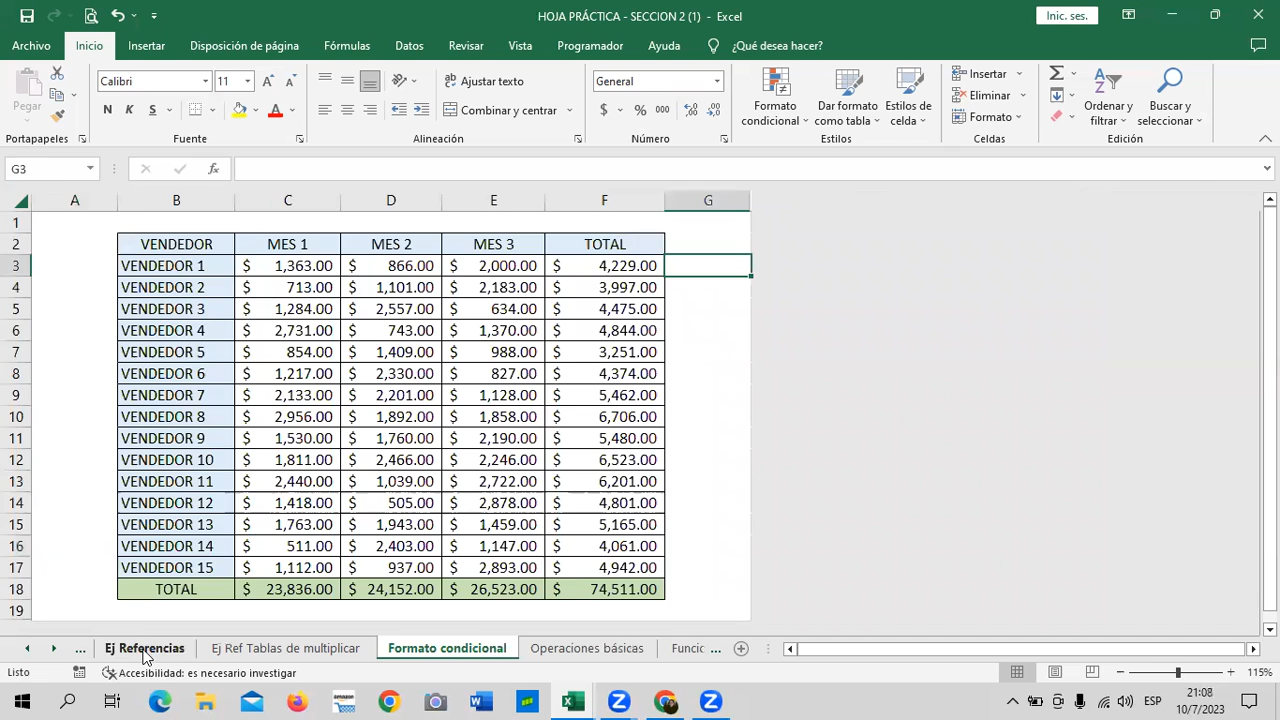 HOJA PRÁCTICA - SECCION 2 (1) - Excel
Inic. ses.
Archivo Inicio Insertar Disposición de página Fórmulas Datos Revisar Vista Programador Ayuda ¿Qué desea hacer?
Pegar
Calibri 11
N K S
Ajustar texto
Combinar y centrar
General
$ % 000
Formato condicional
Dar formato como tabla
Estilos de celda
Insertar
Eliminar
Formato
Ordenar y filtrar
Buscar y seleccionar
Portapapeles Fuente Alineación Número Estilos Celdas Edición
G3 fx
A B C D E F G
1
2 VENDEDOR MES 1 MES 2 MES 3 TOTAL
3 VENDEDOR 1 $ 1,363.00 $ 866.00 $ 2,000.00 $ 4,229.00
4 VENDEDOR 2 $ 713.00 $ 1,101.00 $ 2,183.00 $ 3,997.00
5 VENDEDOR 3 $ 1,284.00 $ 2,557.00 $ 634.00 $ 4,475.00
6 VENDEDOR 4 $ 2,731.00 $ 743.00 $ 1,370.00 $ 4,844.00
7 VENDEDOR 5 $ 854.00 $ 1,409.00 $ 988.00 $ 3,251.00
8 VENDEDOR 6 $ 1,217.00 $ 2,330.00 $ 827.00 $ 4,374.00
9 VENDEDOR 7 $ 2,133.00 $ 2,201.00 $ 1,128.00 $ 5,462.00
10 VENDEDOR 8 $ 2,956.00 $ 1,892.00 $ 1,858.00 $ 6,706.00
11 VENDEDOR 9 $ 1,530.00 $ 1,760.00 $ 2,190.00 $ 5,480.00
12 VENDEDOR 10 $ 1,811.00 $ 2,466.00 $ 2,246.00 $ 6,523.00
13 VENDEDOR 11 $ 2,440.00 $ 1,039.00 $ 2,722.00 $ 6,201.00
14 VENDEDOR 12 $ 1,418.00 $ 505.00 $ 2,878.00 $ 4,801.00
15 VENDEDOR 13 $ 1,763.00 $ 1,943.00 $ 1,459.00 $ 5,165.00
16 VENDEDOR 14 $ 511.00 $ 2,403.00 $ 1,147.00 $ 4,061.00
17 VENDEDOR 15 $ 1,112.00 $ 937.00 $ 2,893.00 $ 4,942.00
18 TOTAL $ 23,836.00 $ 24,152.00 $ 26,523.00 $ 74,511.00
19
... Ej Referencias Ej Ref Tablas de multiplicar Formato condicional Operaciones básicas Funcic ...
Listo Accesibilidad: es necesario investigar 115%
amazon
ESP
21:08
10/7/2023